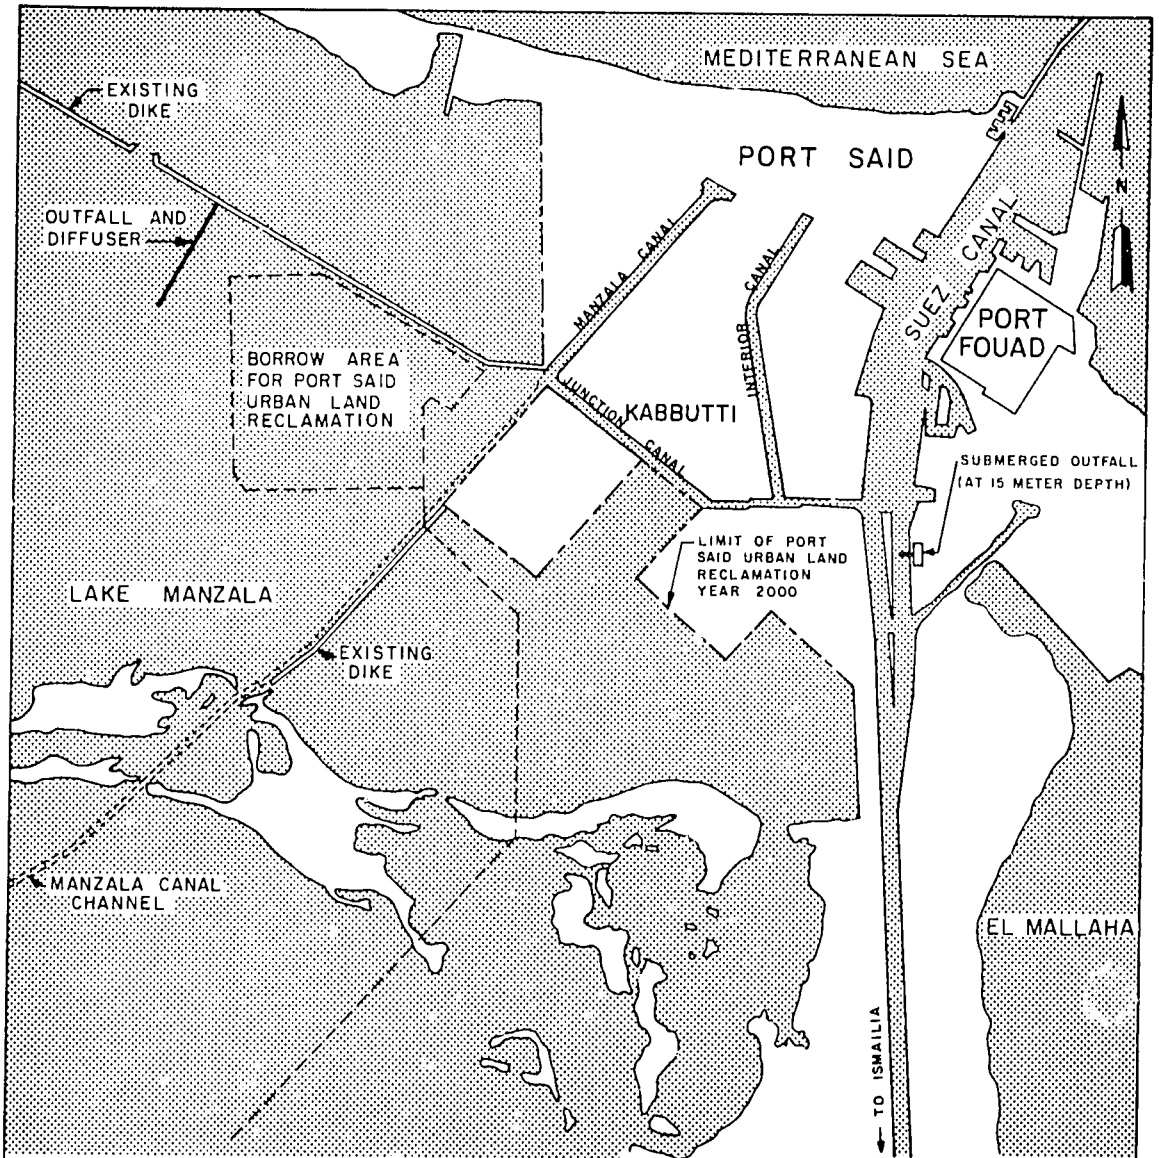 MEDITERRANEAN SEA
EXISTING
DIKE
PORT SAID
N
OUTFALL AND
DIFFUSER
MANZALA CANAL
INTERIOR CANAL
SUEZ CANAL
PORT
FOUAD
BORROW AREA
FOR PORT SAID
URBAN LAND
RECLAMATION
JUNCTION CANAL
KABBUTTI
SUBMERGED OUTFALL
(AT 15 METER DEPTH)
LIMIT OF PORT
SAID URBAN LAND
RECLAMATION
YEAR 2000
LAKE MANZALA
EXISTING
DIKE
MANZALA CANAL
CHANNEL
EL MALLAHA
TO ISMAILIA